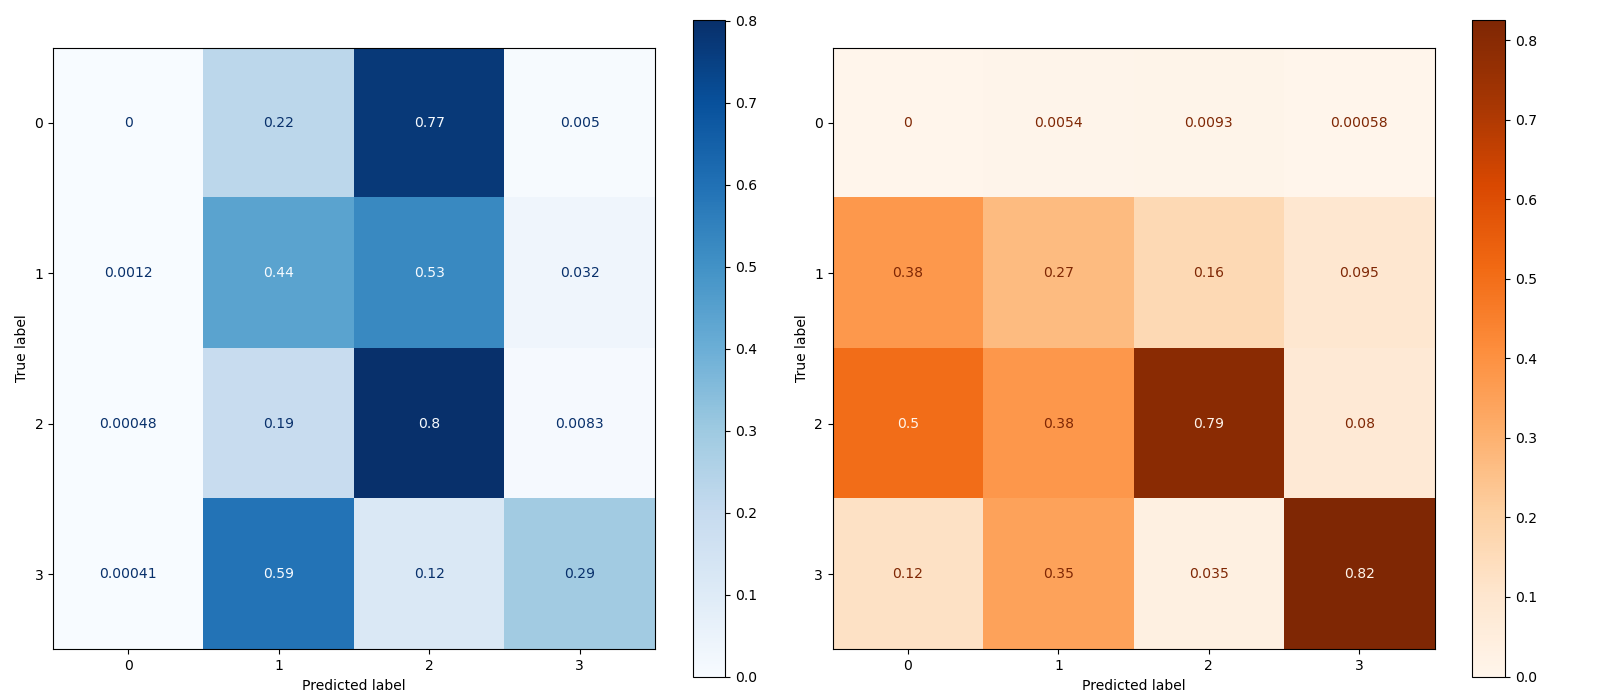 0.8
0.7
0.6
0.5
0.4
0.3
0.2
0.1
0.0
0 0 0.22 0.77 0.005
1 0.0012 0.44 0.53 0.032
2 0.00048 0.19 0.8 0.0083
3 0.00041 0.59 0.12 0.29
0 1 2 3
True label
Predicted label
0.8
0.7
0.6
0.5
0.4
0.3
0.2
0.1
0.0
0 0 0.0054 0.0093 0.00058
1 0.38 0.27 0.16 0.095
2 0.5 0.38 0.79 0.08
3 0.12 0.35 0.035 0.82
0 1 2 3
True label
Predicted label